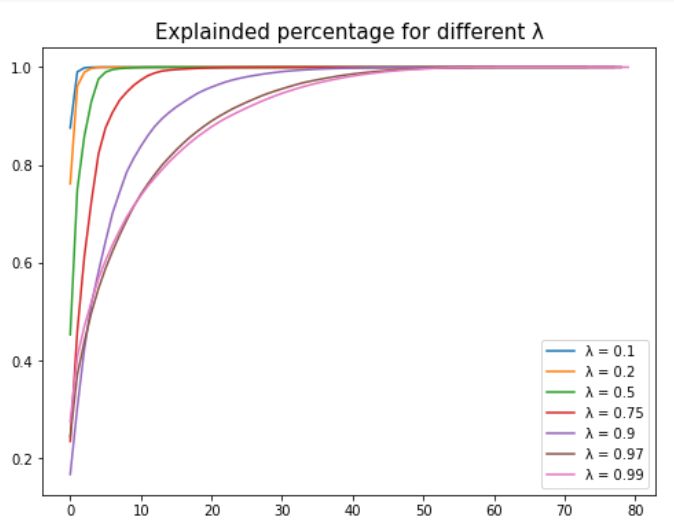 Explainded percentage for different λ
1.0
0.8
0.6
0.4
0.2
λ = 0.1
λ = 0.2
λ = 0.5
λ = 0.75
λ = 0.9
λ = 0.97
λ = 0.99
0 10 20 30 40 50 60 70 80